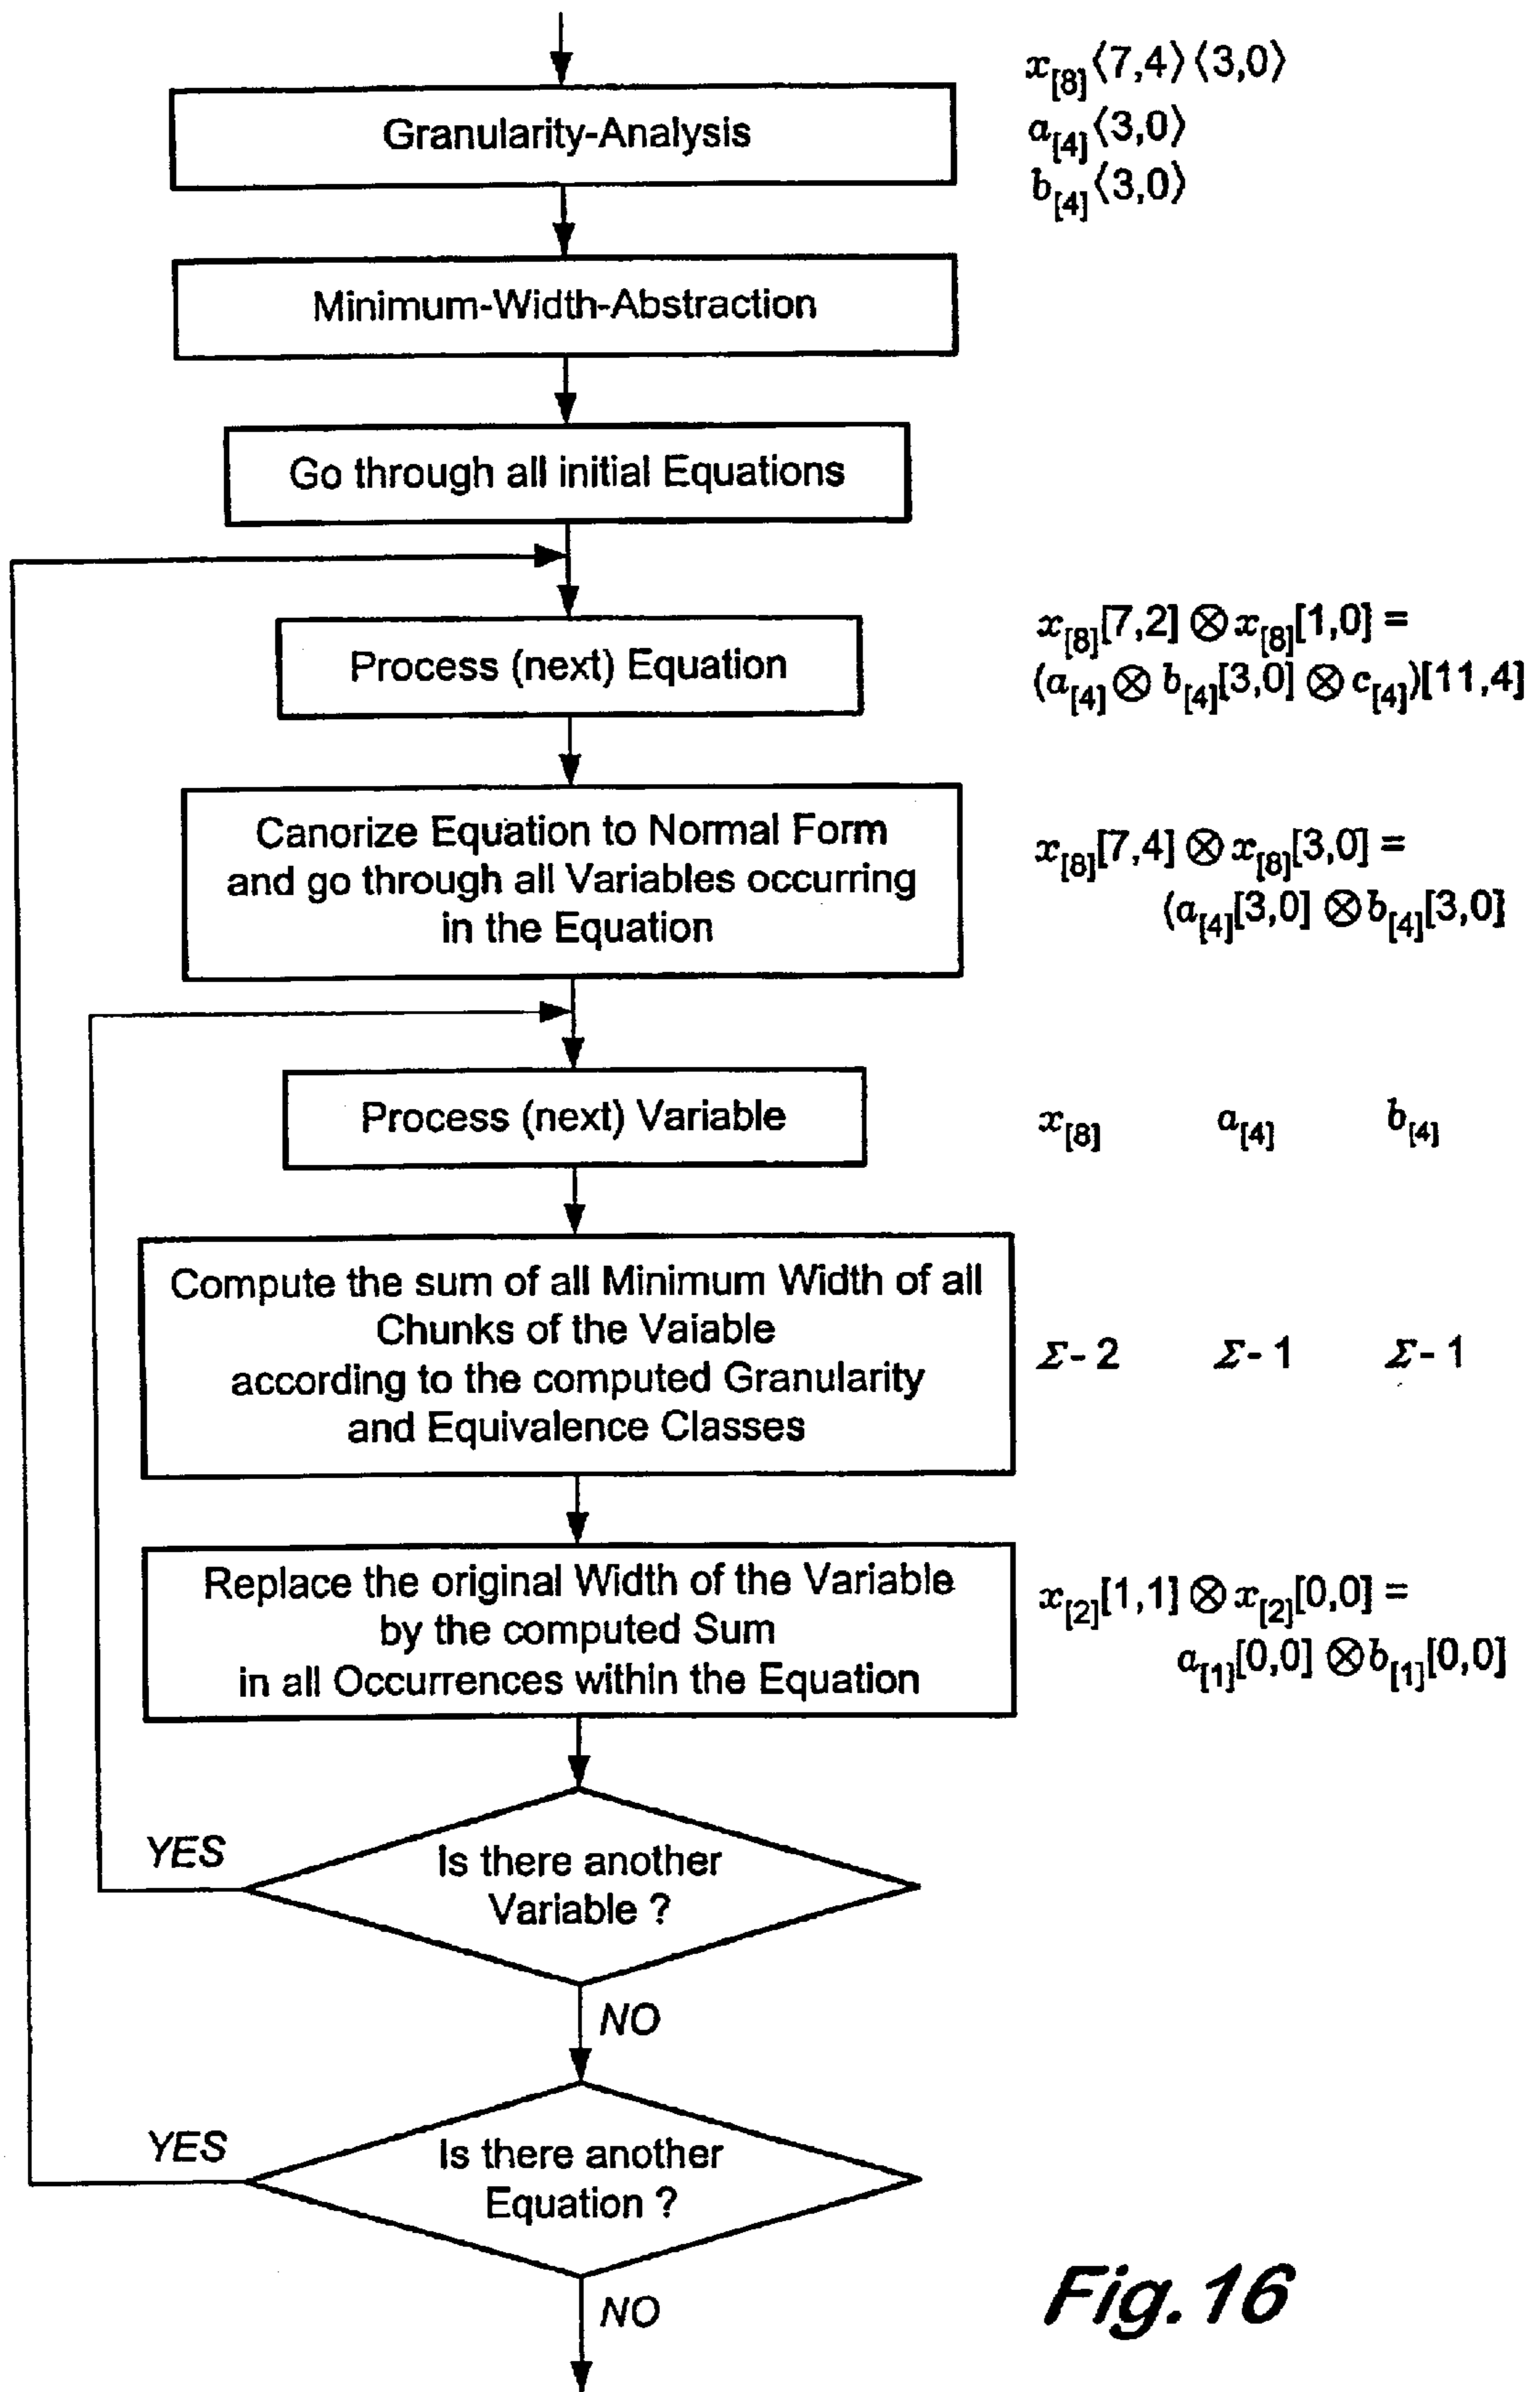 x[8]⟨7,4⟩⟨3,0⟩
Granularity-Analysis
a[4]⟨3,0⟩
b[4]⟨3,0⟩
Minimum-Width-Abstraction
Go through all initial Equations
Process (next) Equation
x[8][7,2] ⊗ x[8][1,0] =
(a[4] ⊗ b[4][3,0] ⊗ c[4])[11,4]
Canorize Equation to Normal Form
and go through all Variables occurring
in the Equation
x[8][7,4] ⊗ x[8][3,0] =
(a[4][3,0] ⊗ b[4][3,0]
Process (next) Variable
x[8] a[4] b[4]
Compute the sum of all Minimum Width of all
Chunks of the Vaiable
according to the computed Granularity
and Equivalence Classes
Σ- 2 Σ- 1 Σ- 1
Replace the original Width of the Variable
by the computed Sum
in all Occurrences within the Equation
x[2][1,1] ⊗ x[2][0,0] =
a[1][0,0] ⊗ b[1][0,0]
YES
Is there another
Variable ?
NO
YES
Is there another
Equation ?
NO
Fig. 16